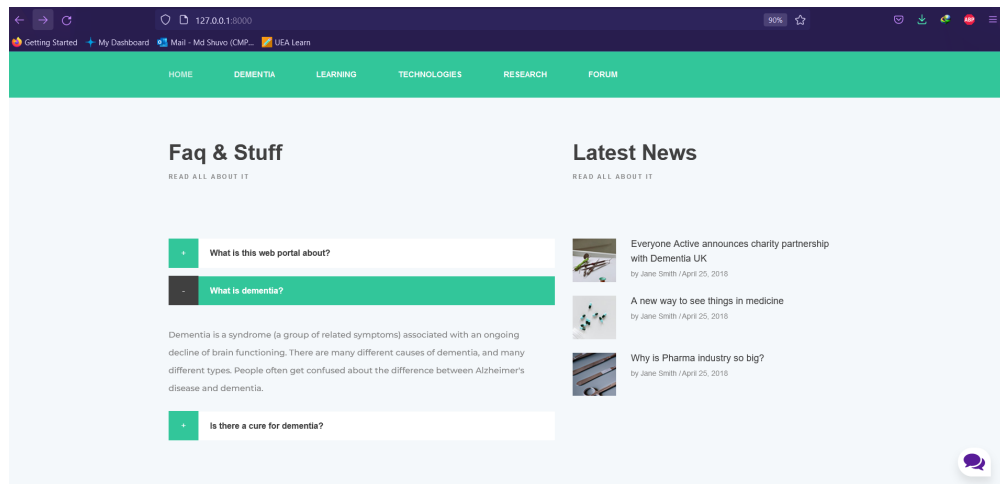 127.0.0.1:8000
90%
ABP
Getting Started
My Dashboard
Mail - Md Shuvo (CMP...
UEA Learn
HOME
DEMENTIA
LEARNING
TECHNOLOGIES
RESEARCH
FORUM
Faq & Stuff
READ ALL ABOUT IT
+
What is this web portal about?
-
What is dementia?
Dementia is a syndrome (a group of related symptoms) associated with an ongoing
decline of brain functioning. There are many different causes of dementia, and many
different types. People often get confused about the difference between Alzheimer's
disease and dementia.
+
Is there a cure for dementia?
Latest News
READ ALL ABOUT IT
Everyone Active announces charity partnership
with Dementia UK
by Jane Smith / April 25, 2018
A new way to see things in medicine
by Jane Smith / April 25, 2018
Why is Pharma industry so big?
by Jane Smith / April 25, 2018